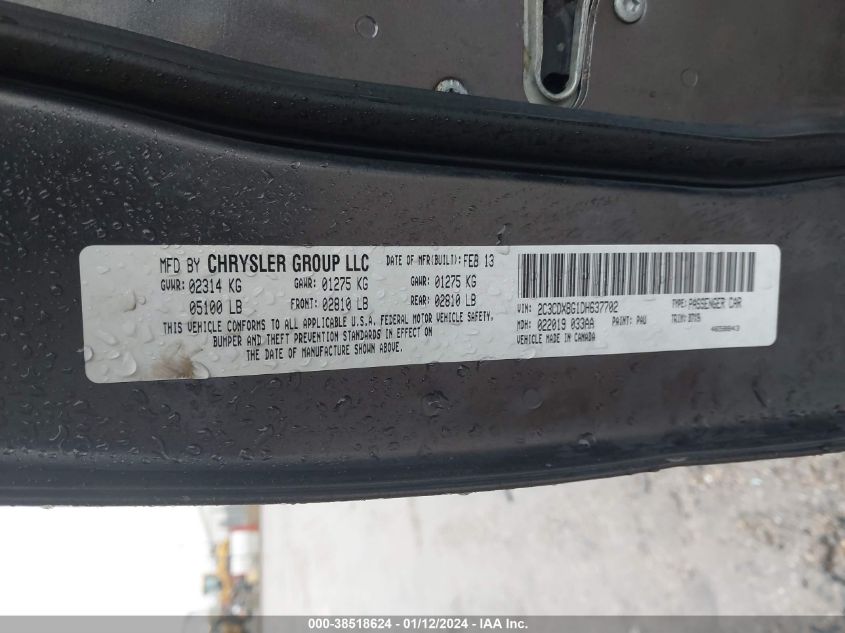 MFD BY CHRYSLER GROUP LLC DATE OF MFR(BUILT): FEB 13
GVWR: 02314 KG GAWR: 01275 KG GAWR: 01275 KG
05100 LB FRONT: 02810 LB REAR: 02810 LB
THIS VEHICLE CONFORMS TO ALL APPLICABLE U.S.A. FEDERAL MOTOR VEHICLE SAFETY,
BUMPER AND THEFT PREVENTION STANDARDS IN EFFECT ON
THE DATE OF MANUFACTURE SHOWN ABOVE.
VIN: 2C3CDXBG1DH637702 TYPE: PASSENGER CAR
MDH: 022019 033AA PAINT: PAU TRIM:
VEHICLE MADE IN CANADA
000-38518624 - 01/12/2024 - IAA Inc.